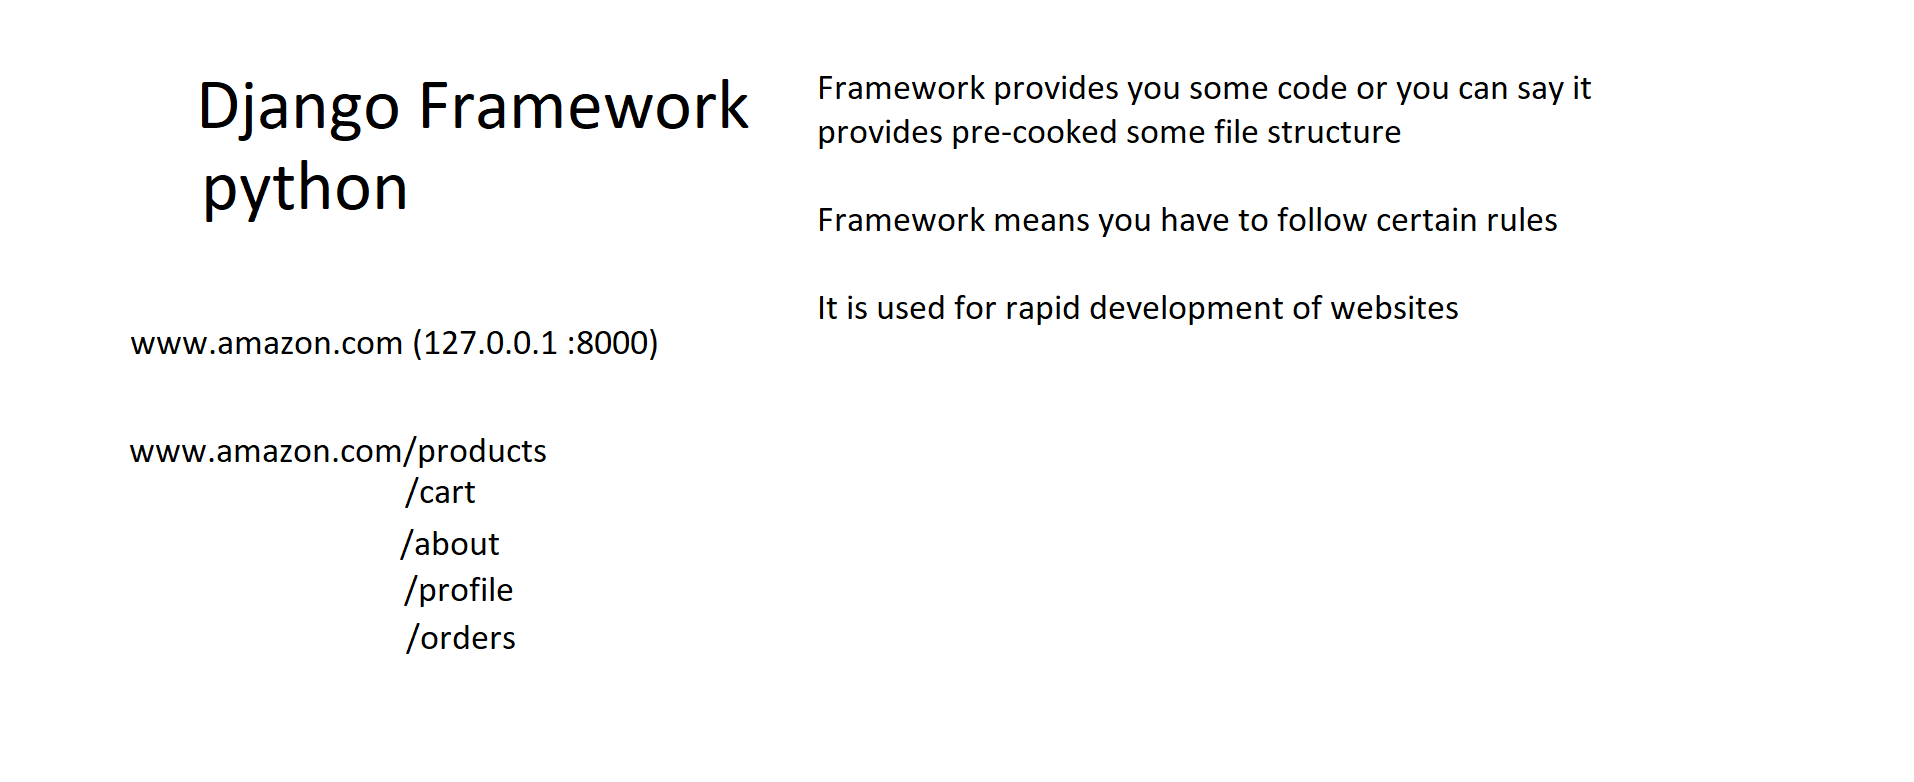 Django Framework
python
Framework provides you some code or you can say it
provides pre-cooked some file structure
Framework means you have to follow certain rules
It is used for rapid development of websites
www.amazon.com (127.0.0.1 :8000)
www.amazon.com/products
/cart
/about
/profile
/orders